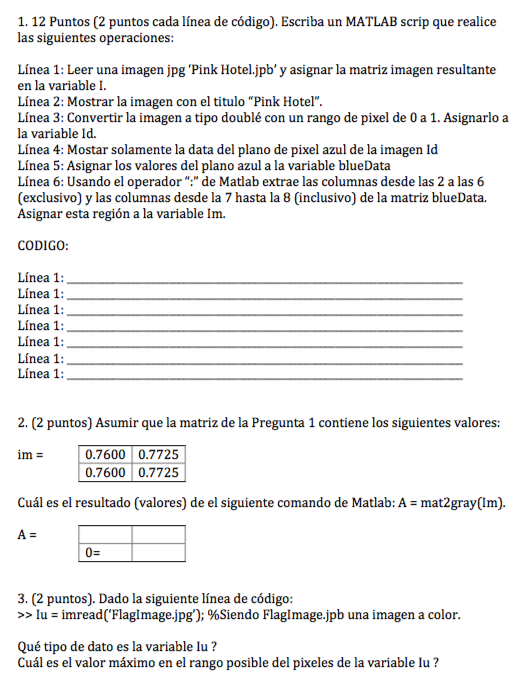 1. 12 Puntos (2 puntos cada línea de código). Escriba un MATLAB scrip que realice
las siguientes operaciones:
Línea 1: Leer una imagen jpg ‘Pink Hotel.jpb’ y asignar la matriz imagen resultante
en la variable I.
Línea 2: Mostrar la imagen con el titulo “Pink Hotel”.
Línea 3: Convertir la imagen a tipo doublé con un rango de pixel de 0 a 1. Asignarlo a
la variable Id.
Línea 4: Mostar solamente la data del plano de pixel azul de la imagen Id
Línea 5: Asignar los valores del plano azul a la variable blueData
Línea 6: Usando el operador “:” de Matlab extrae las columnas desde las 2 a las 6
(exclusivo) y las columnas desde la 7 hasta la 8 (inclusivo) de la matriz blueData.
Asignar esta región a la variable Im.
CODIGO:
Línea 1:
Línea 1:
Línea 1:
Línea 1:
Línea 1:
Línea 1:
Línea 1:
2. (2 puntos) Asumir que la matriz de la Pregunta 1 contiene los siguientes valores:
im = 0.7600 0.7725
0.7600 0.7725
Cuál es el resultado (valores) de el siguiente comando de Matlab: A = mat2gray(Im).
A =
0=
3. (2 puntos). Dado la siguiente línea de código:
>> Iu = imread(‘FlagImage.jpg’); %Siendo FlagImage.jpb una imagen a color.
Qué tipo de dato es la variable Iu ?
Cuál es el valor máximo en el rango posible del pixeles de la variable Iu ?